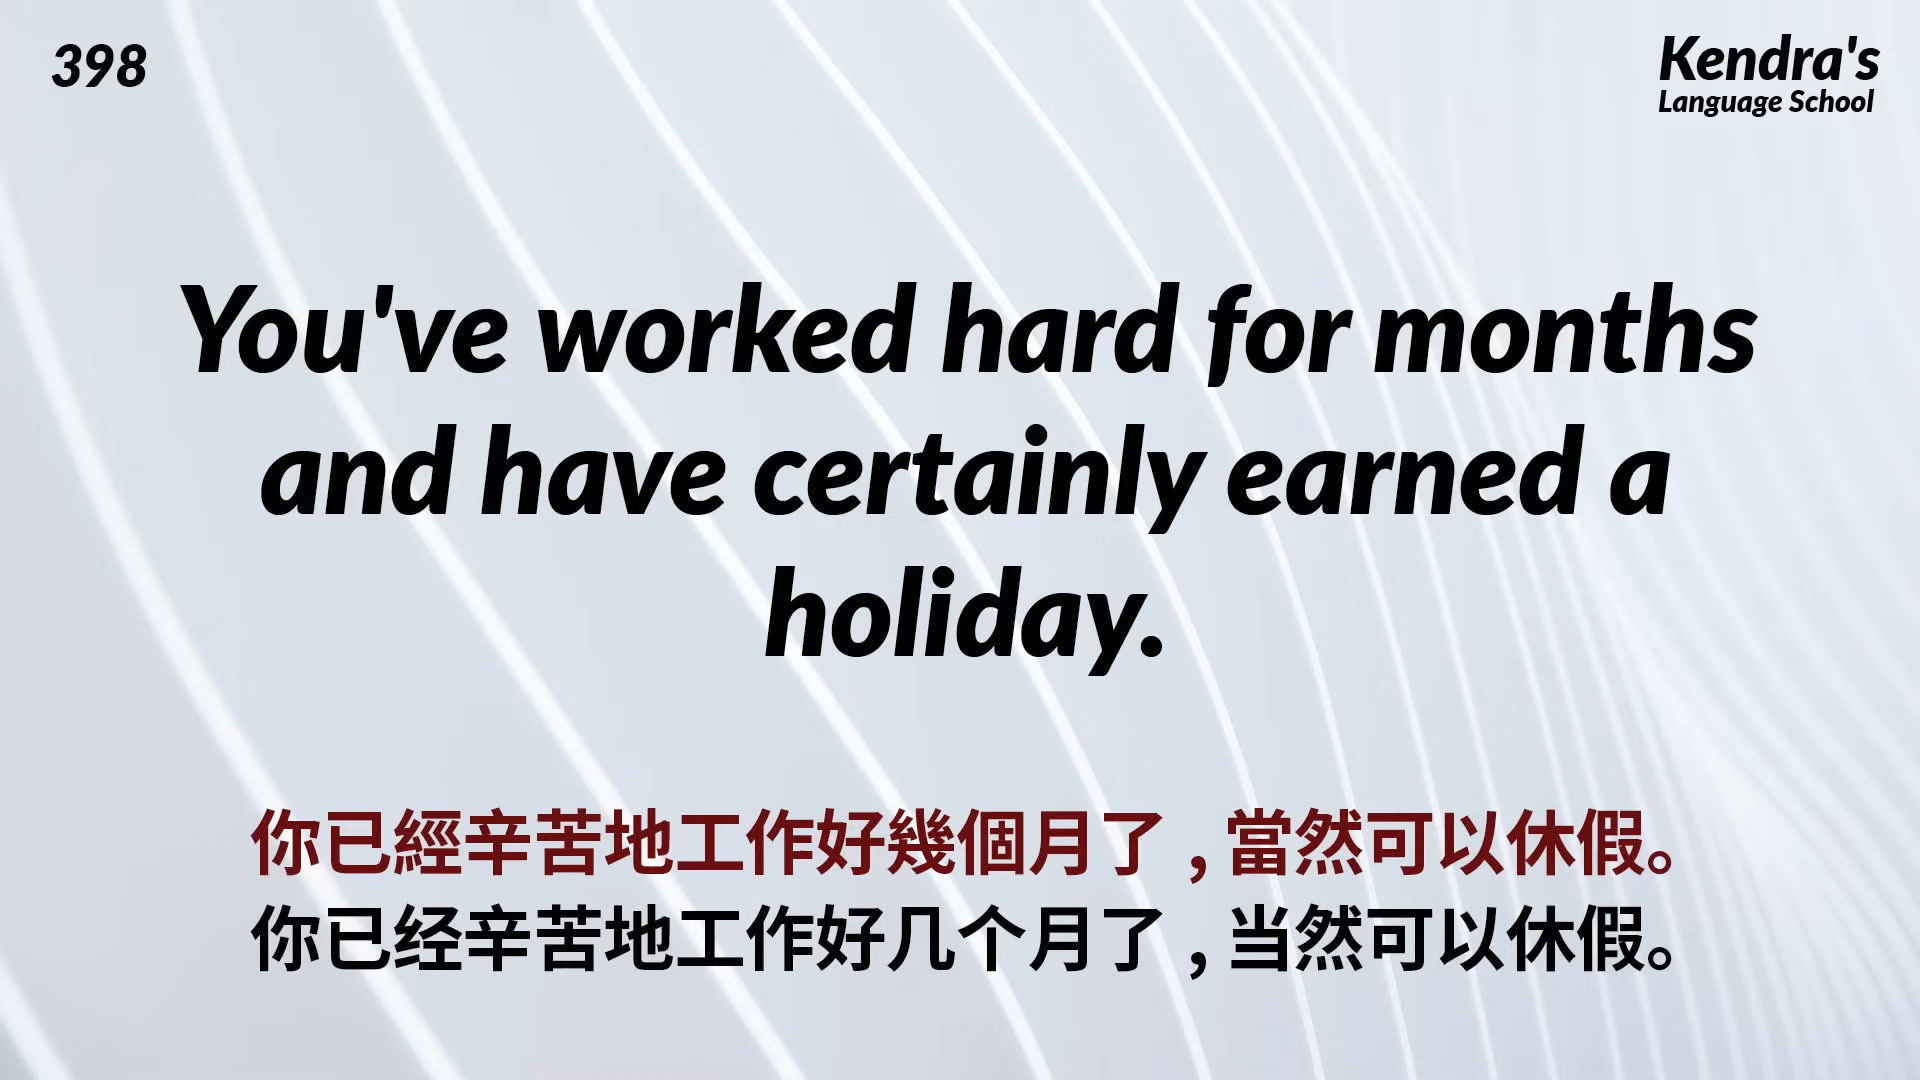 398
Kendra's
Language School
You've worked hard for months
and have certainly earned a
holiday.
你已經辛苦地工作好幾個月了，當然可以休假。
你已经辛苦地工作好几个月了，当然可以休假。